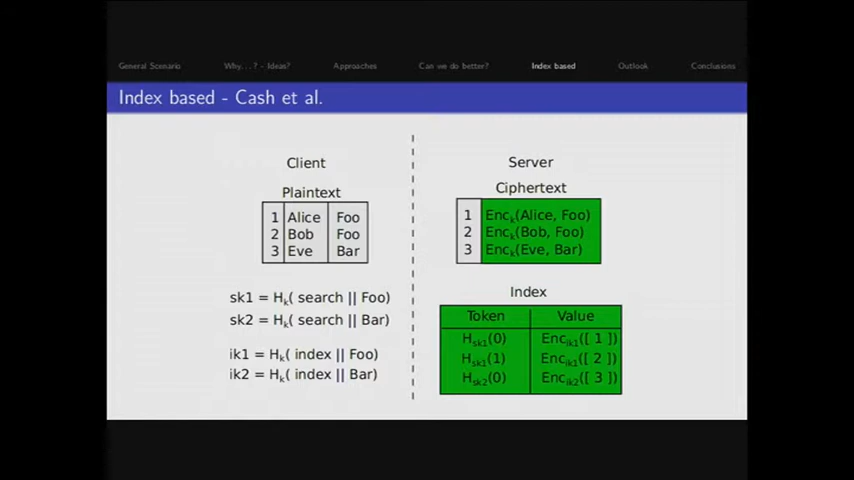 General Scenario Why. . . ? - Ideas? Approaches Can we do better? Index based Outlook Conclusions
Index based - Cash et al.
Client
Plaintext
1 Alice Foo
2 Bob Foo
3 Eve Bar
sk1 = Hk( search || Foo)
sk2 = Hk( search || Bar)
ik1 = Hk( index || Foo)
ik2 = Hk( index || Bar)
Server
Ciphertext
1 Enck(Alice, Foo)
2 Enck(Bob, Foo)
3 Enck(Eve, Bar)
Index
Token Value
Hsk1(0) Encik1([ 1 ])
Hsk1(1) Encik1([ 2 ])
Hsk2(0) Encik2([ 3 ])